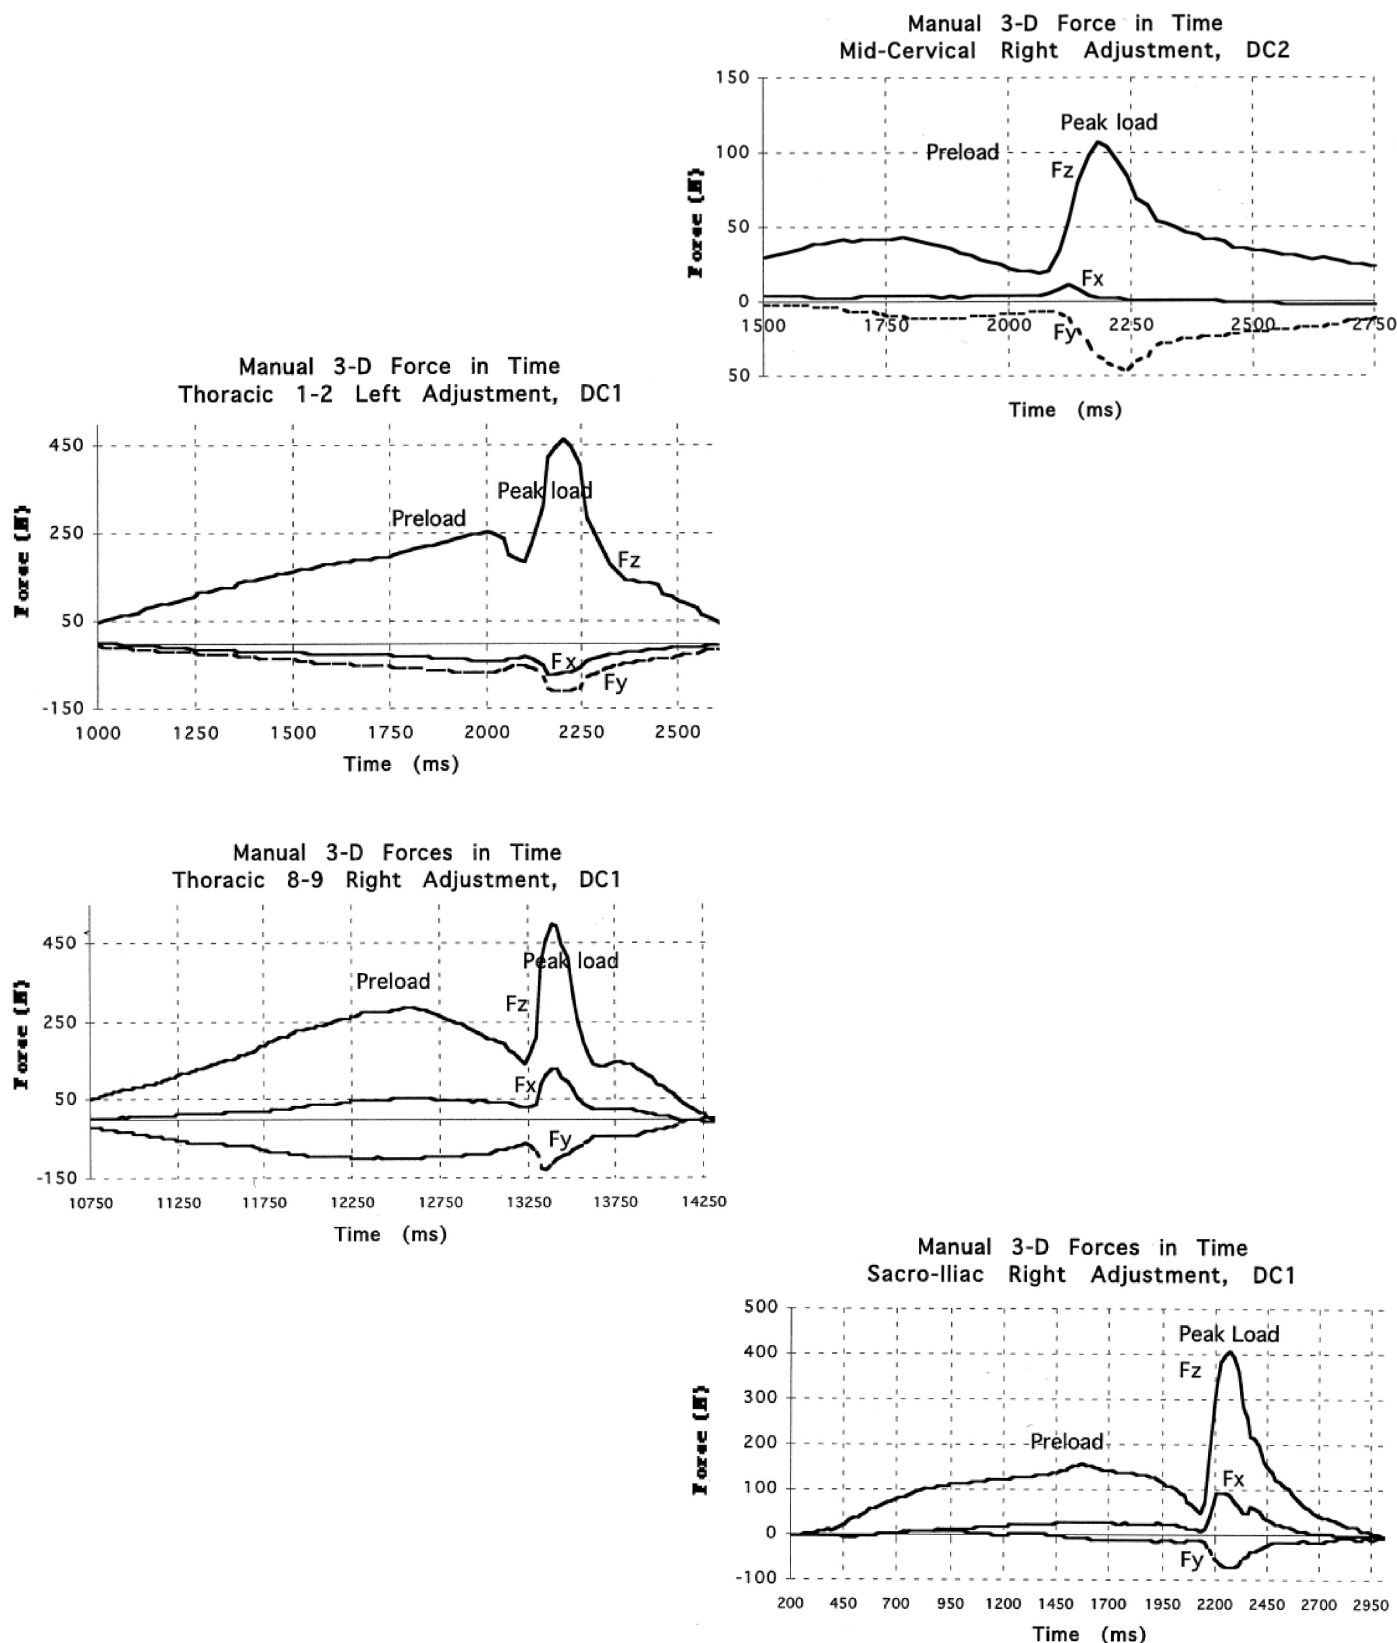 Manual 3-D Force in Time
Mid-Cervical Right Adjustment, DC2
150
Peak load
Preload
100
Fz
Force (N)
50
Fx
0
1500 1750 2000 2250 2500 2750
Fy
50
Time (ms)
Manual 3-D Force in Time
Thoracic 1-2 Left Adjustment, DC1
450
Peak load
Preload
250
Fz
Force (N)
50
Fx
Fy
-150
1000 1250 1500 1750 2000 2250 2500
Time (ms)
Manual 3-D Forces in Time
Thoracic 8-9 Right Adjustment, DC1
450
Peak load
Preload
Fz
250
Force (N)
Fx
50
Fy
-150
10750 11250 11750 12250 12750 13250 13750 14250
Time (ms)
Manual 3-D Forces in Time
Sacro-Iliac Right Adjustment, DC1
500
Peak Load
400
Fz
300
Preload
200
Force (N)
Fx
100
0
Fy
-100
200 450 700 950 1200 1450 1700 1950 2200 2450 2700 2950
Time (ms)